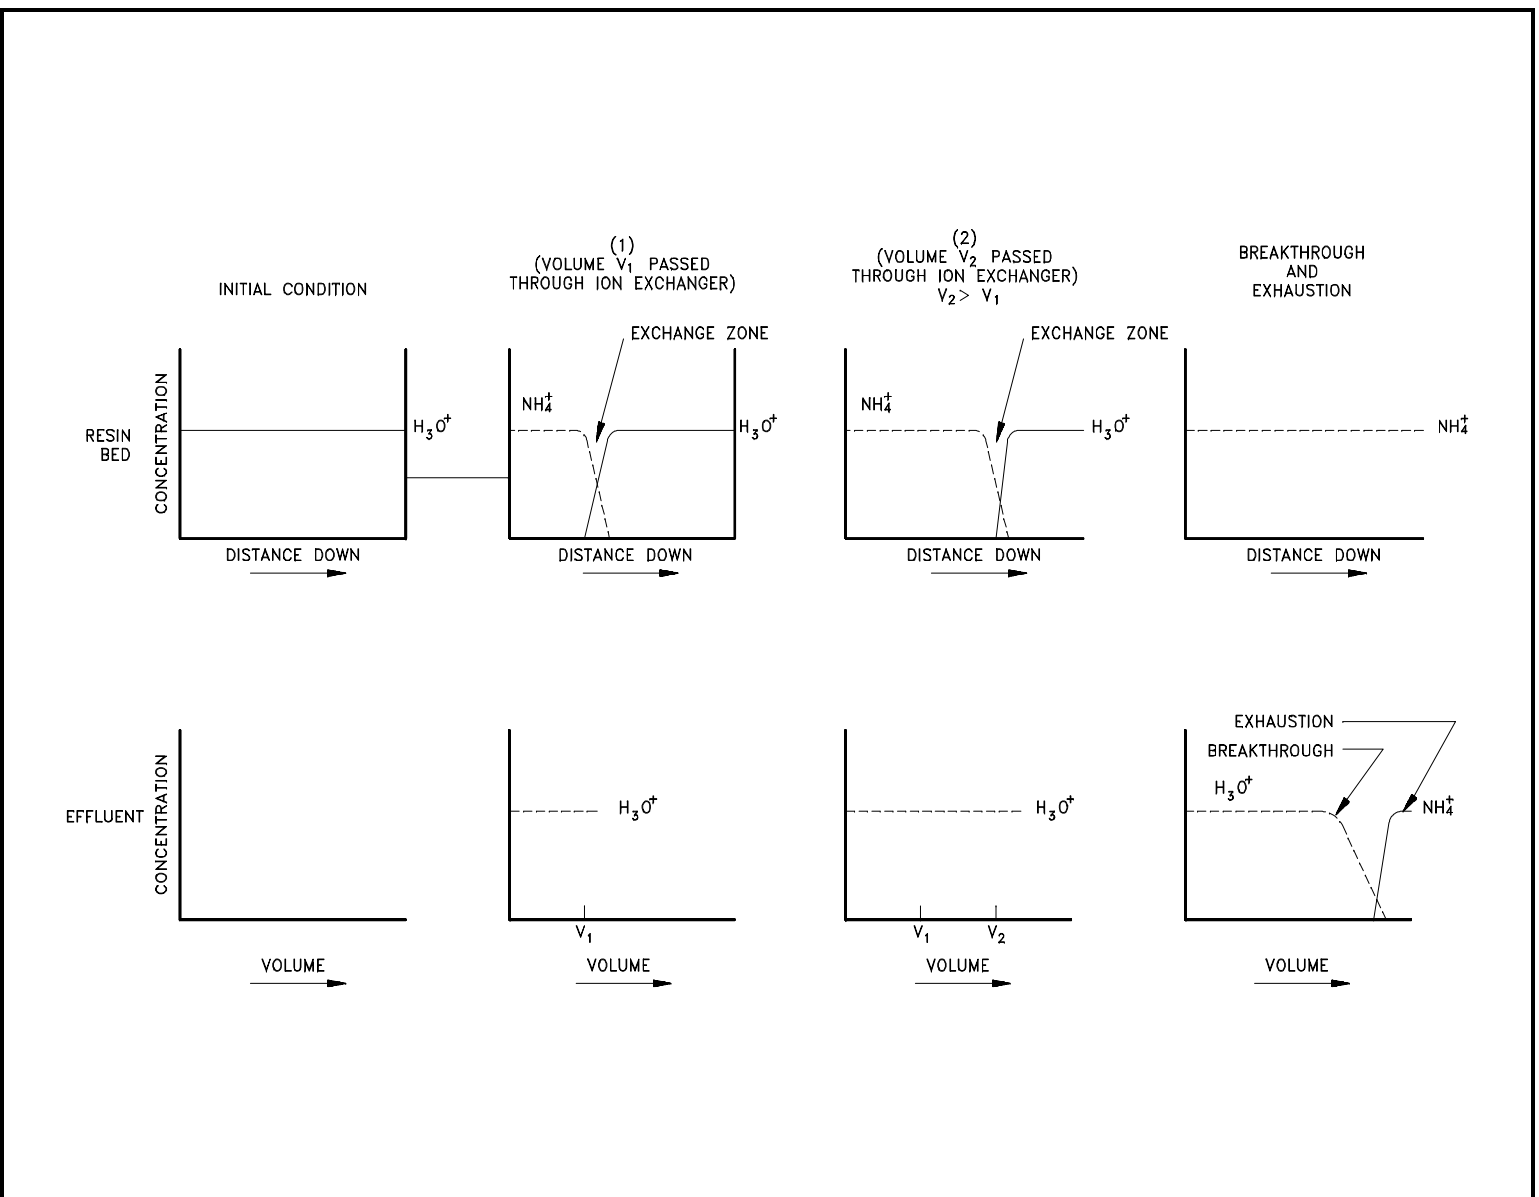 INITIAL CONDITION
(1)
(VOLUME V₁ PASSED
THROUGH ION EXCHANGER)
(2)
(VOLUME V₂ PASSED
THROUGH ION EXCHANGER)
V₂> V₁
BREAKTHROUGH
AND
EXHAUSTION
RESIN
BED
CONCENTRATION
H₃O⁺
DISTANCE DOWN
EXCHANGE ZONE
NH₄⁺
H₃O⁺
DISTANCE DOWN
EXCHANGE ZONE
NH₄⁺
H₃O⁺
DISTANCE DOWN
NH₄⁺
DISTANCE DOWN
EFFLUENT
CONCENTRATION
VOLUME
H₃O⁺
V₁
VOLUME
H₃O⁺
V₁
V₂
VOLUME
EXHAUSTION
BREAKTHROUGH
H₃O⁺
NH₄⁺
VOLUME